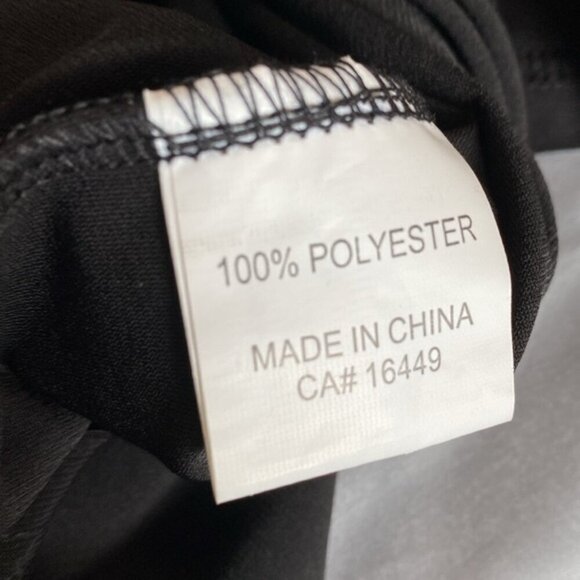 100% POLYESTER
MADE IN CHINA
CA# 16449